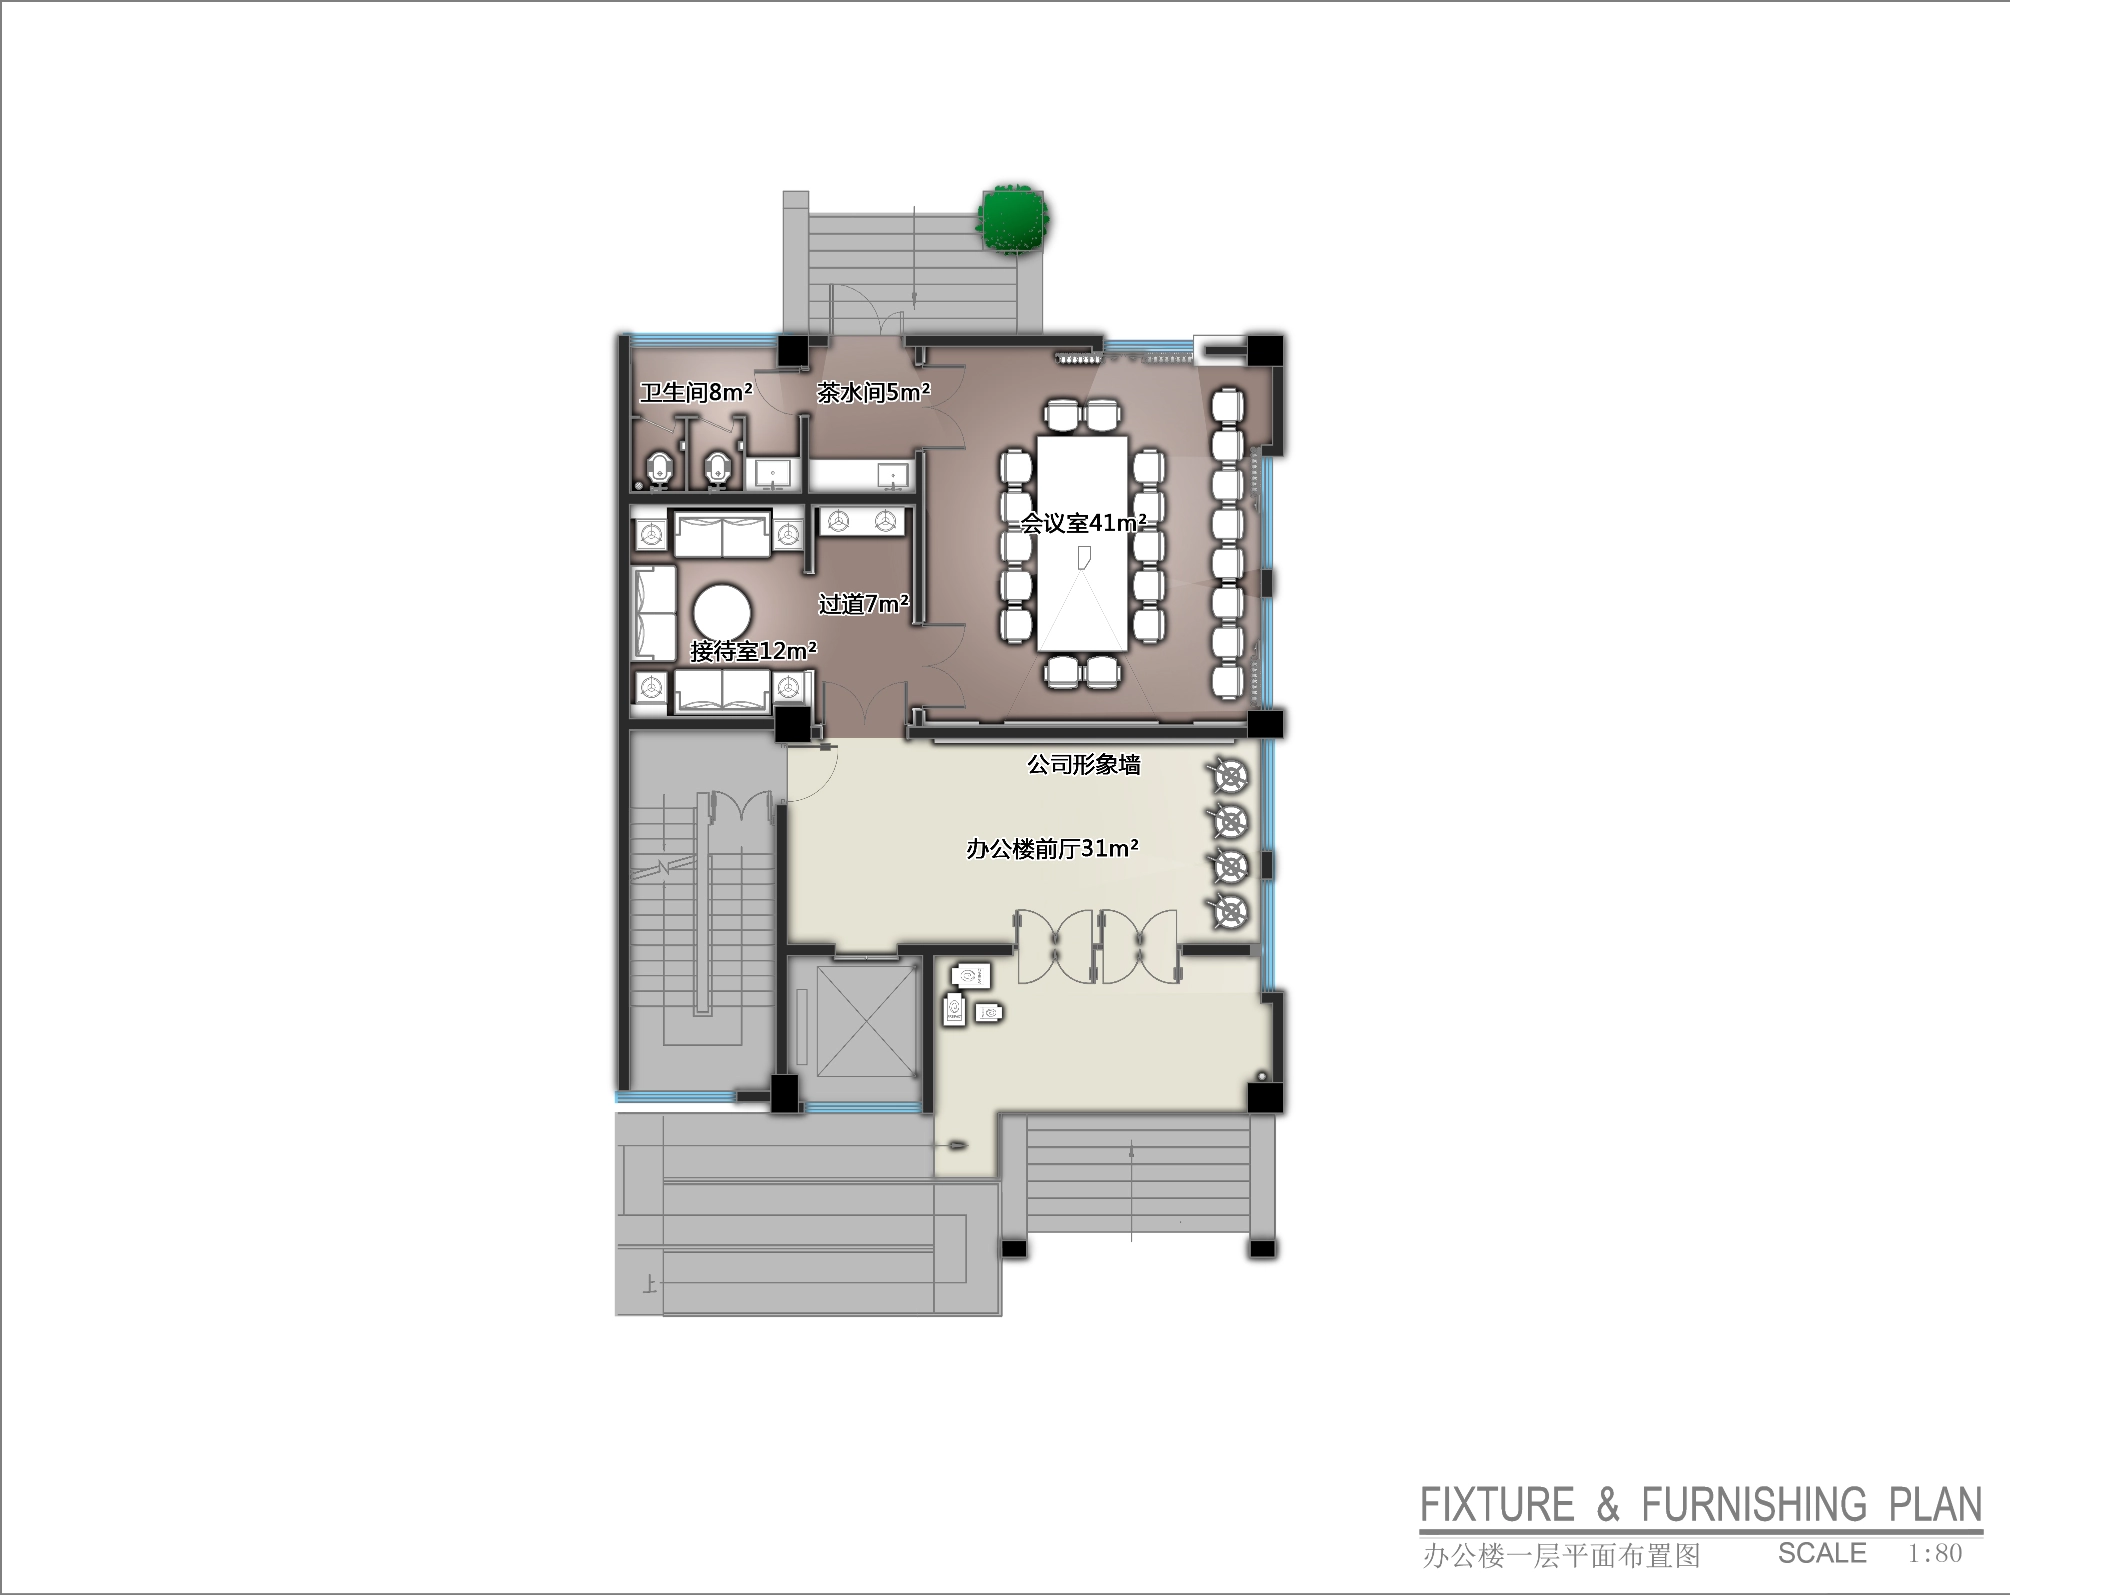 卫生间8m²
茶水间5m²
会议室41m²
过道7m²
接待室12m²
公司形象墙
办公楼前厅31m²
上
FIXTURE & FURNISHING PLAN
办公楼一层平面布置图 SCALE 1:80